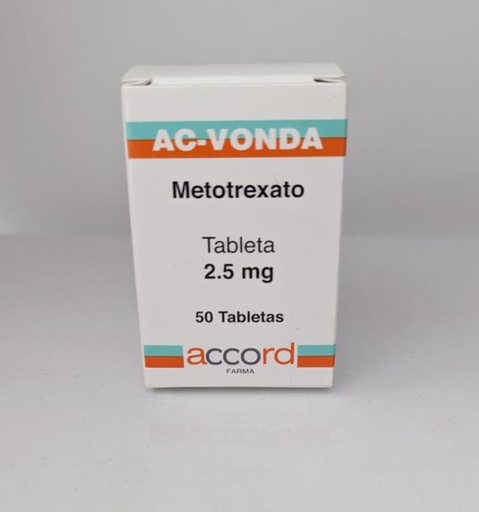 AC-VONDA
Metotrexato
Tableta
2.5 mg
50 Tabletas
accord
FARMA